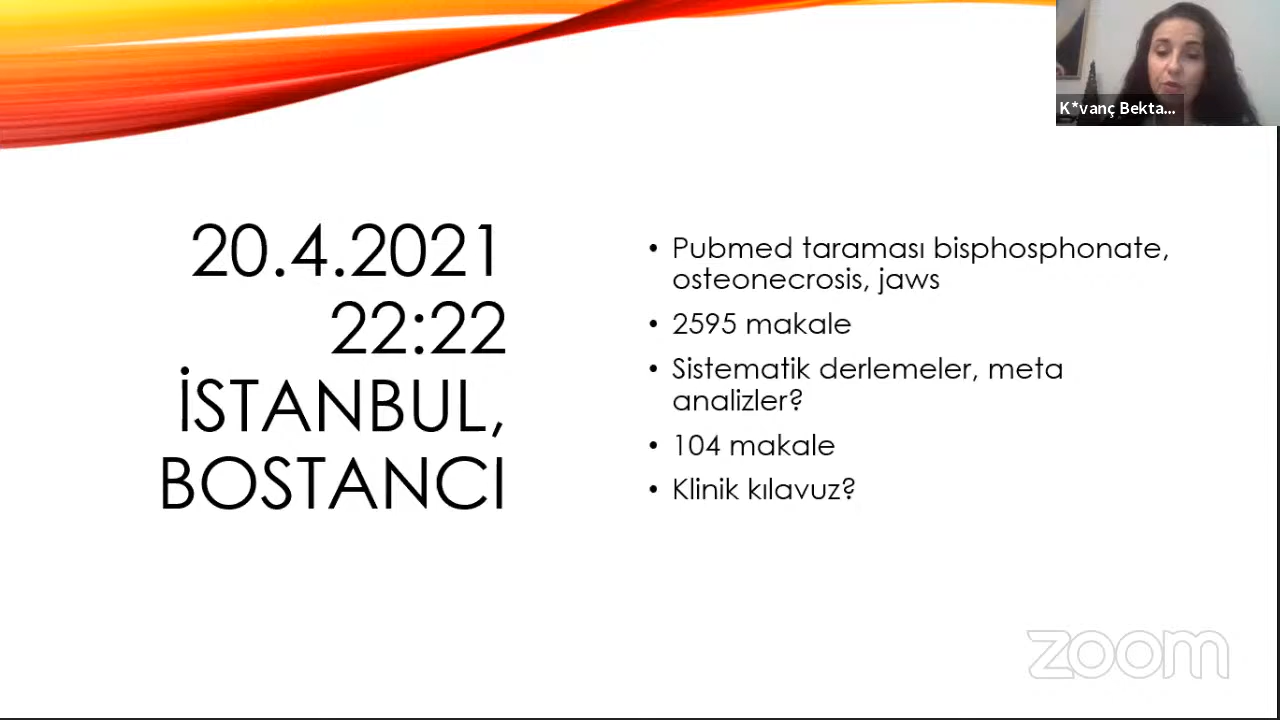 K*vanç Bekta...
20.4.2021
22:22
İSTANBUL,
BOSTANCI
• Pubmed taraması bisphosphonate,
osteonecrosis, jaws
• 2595 makale
• Sistematik derlemeler, meta
analizler?
• 104 makale
• Klinik kılavuz?
zoom